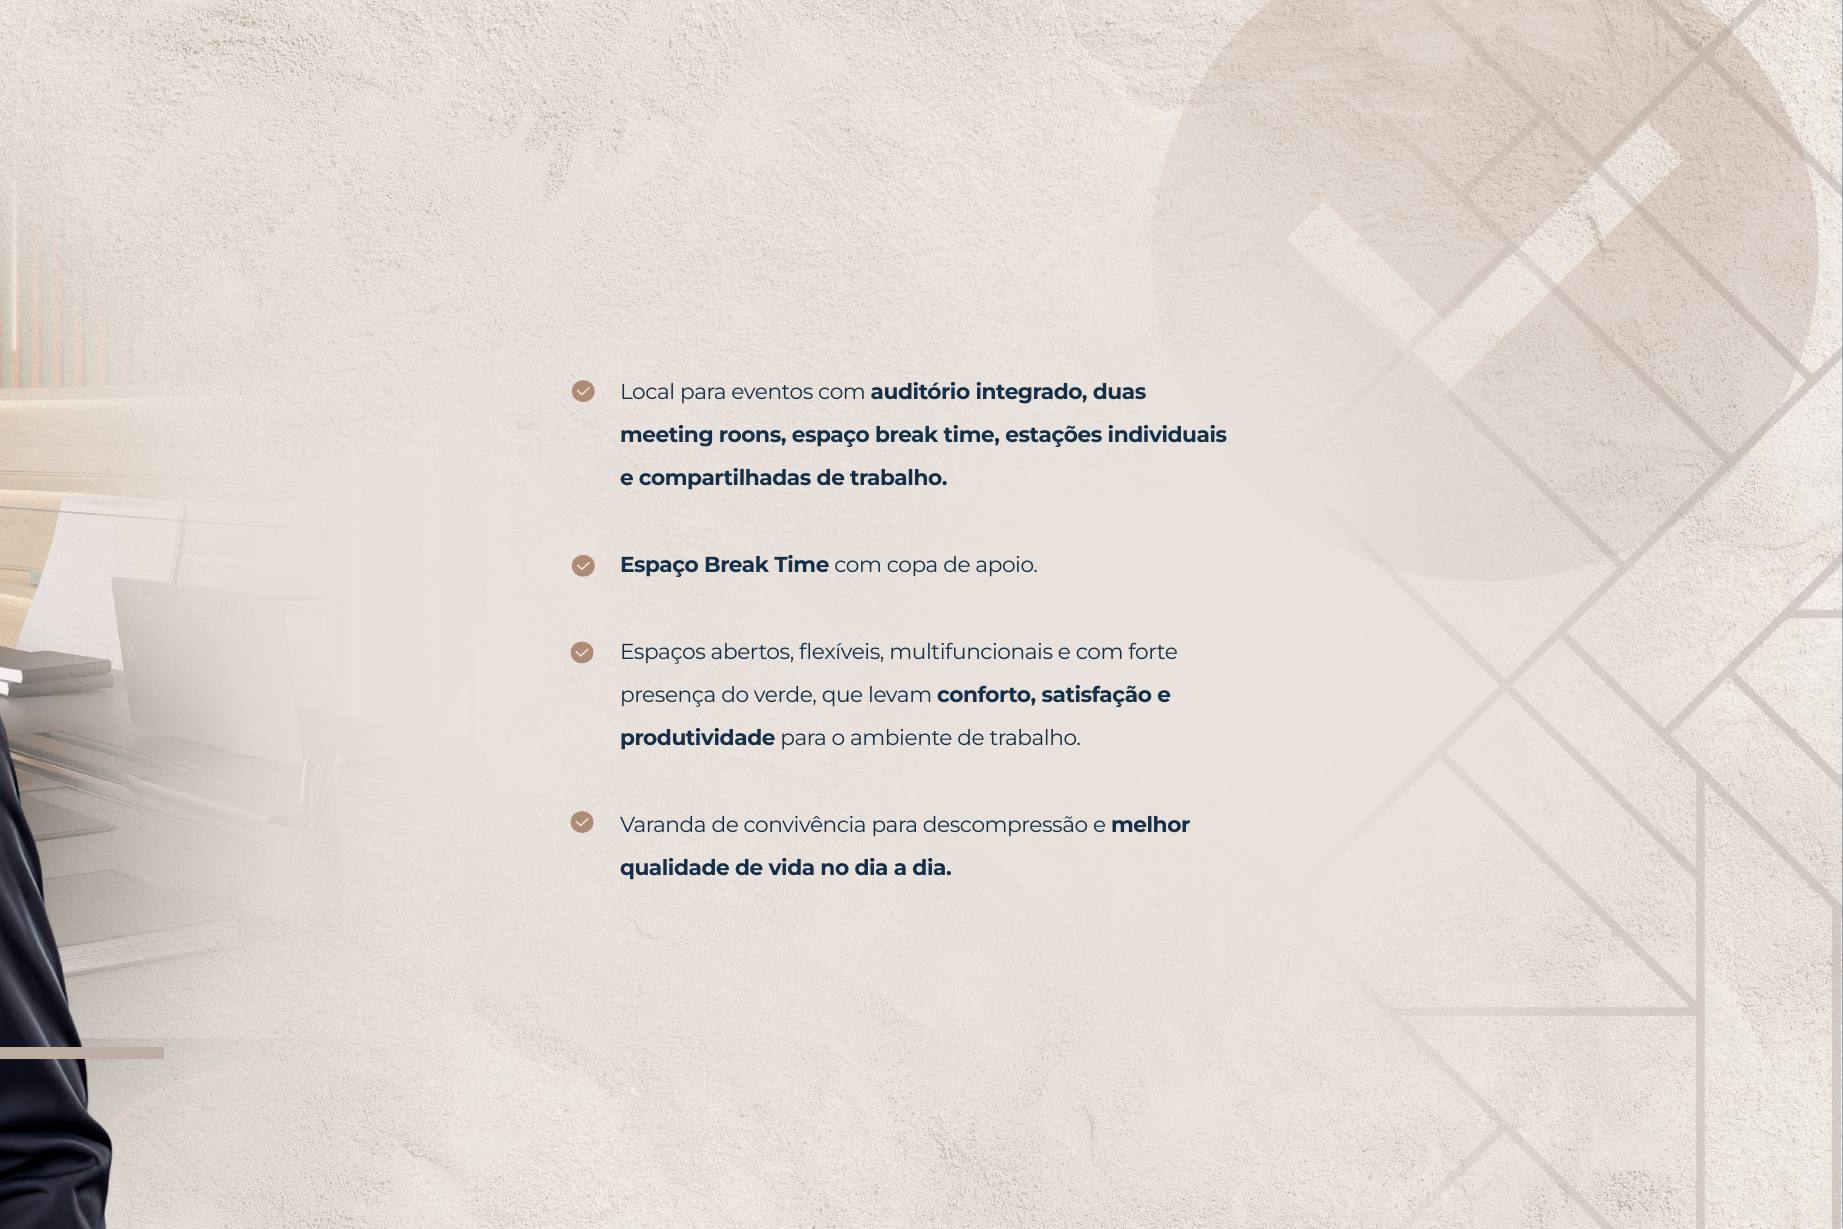 Local para eventos com auditório integrado, duas
meeting roons, espaço break time, estações individuais
e compartilhadas de trabalho.
Espaço Break Time com copa de apoio.
Espaços abertos, flexíveis, multifuncionais e com forte
presença do verde, que levam conforto, satisfação e
produtividade para o ambiente de trabalho.
Varanda de convivência para descompressão e melhor
qualidade de vida no dia a dia.